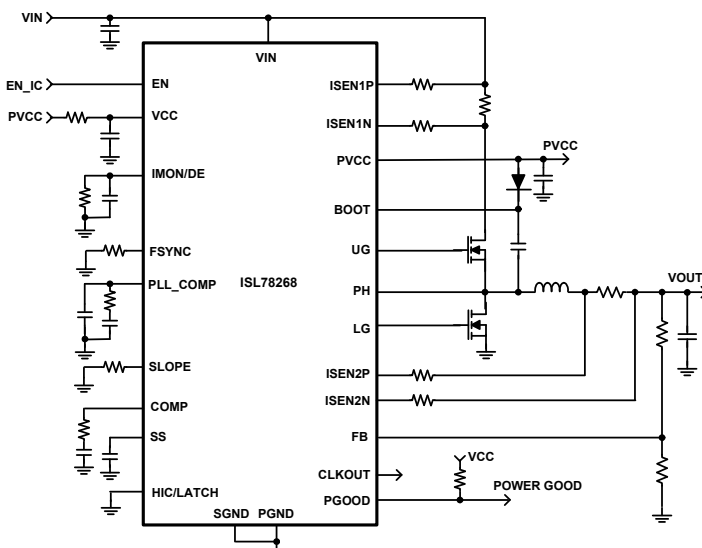 VIN
VIN
EN_IC
EN
ISEN1P
PVCC
VCC
ISEN1N
PVCC
PVCC
IMON/DE
BOOT
FSYNC
UG
ISL78268
PLL_COMP
PH
VOUT
LG
SLOPE
ISEN2P
ISEN2N
COMP
SS
FB
VCC
CLKOUT
HIC/LATCH
PGOOD
POWER GOOD
SGND PGND